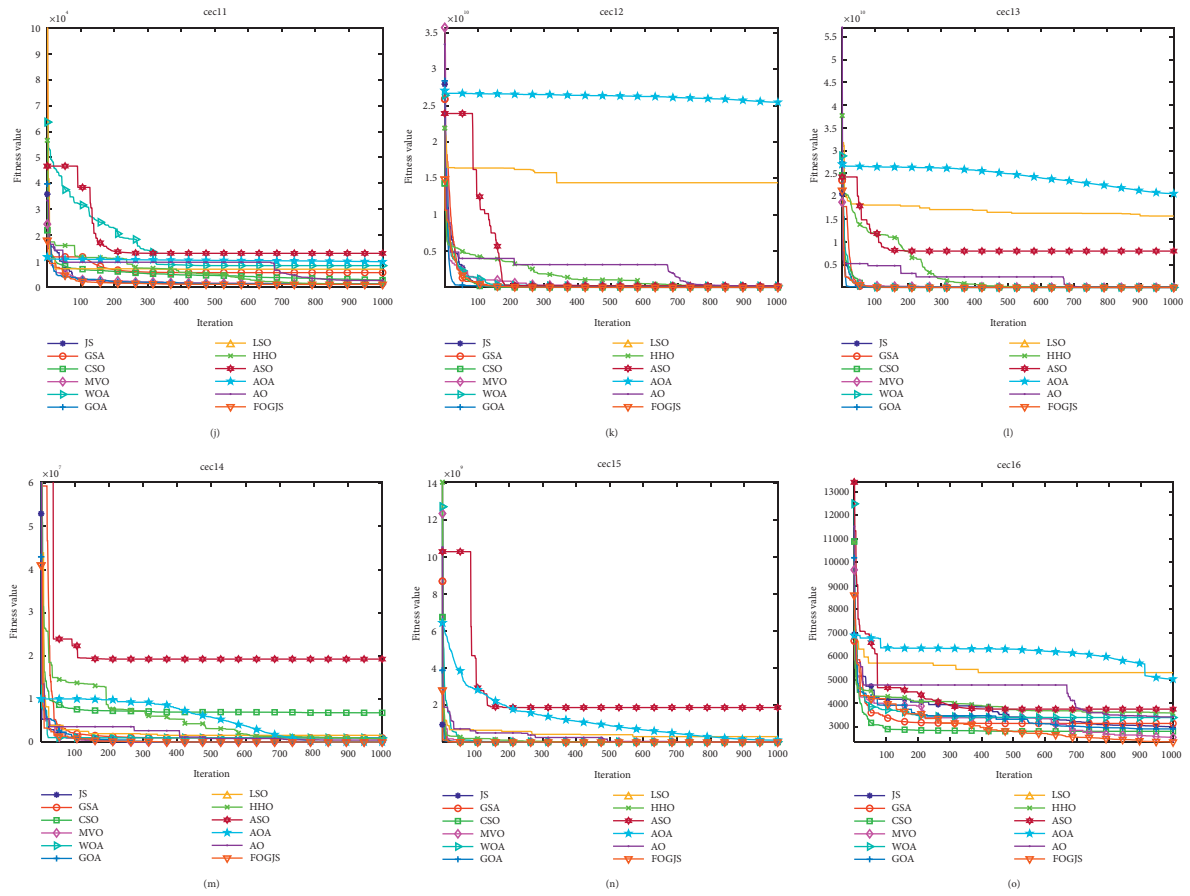 cec11
×10⁴
10
9
8
7
6
5
4
3
2
1
0
Fitness value
0 100 200 300 400 500 600 700 800 900 1000
Iteration
JS
GSA
CSO
MVO
WOA
GOA
LSO
HHO
ASO
AOA
AO
FOGJS
(j)
cec12
×10¹⁰
3.5
3
2.5
2
1.5
1
0.5
Fitness value
100 200 300 400 500 600 700 800 900 1000
Iteration
JS
GSA
CSO
MVO
WOA
GOA
LSO
HHO
ASO
AOA
AO
FOGJS
(k)
cec13
×10¹⁰
5.5
5
4.5
4
3.5
3
2.5
2
1.5
1
0.5
Fitness value
100 200 300 400 500 600 700 800 900 1000
Iteration
JS
GSA
CSO
MVO
WOA
GOA
LSO
HHO
ASO
AOA
AO
FOGJS
(l)
cec14
×10⁷
6
5
4
3
2
1
0
Fitness value
0 100 200 300 400 500 600 700 800 900 1000
Iteration
JS
GSA
CSO
MVO
WOA
GOA
LSO
HHO
ASO
AOA
AO
FOGJS
(m)
cec15
×10⁹
14
12
10
8
6
4
2
0
Fitness value
0 100 200 300 400 500 600 700 800 900 1000
Iteration
JS
GSA
CSO
MVO
WOA
GOA
LSO
HHO
ASO
AOA
AO
FOGJS
(n)
cec16
13000
12000
11000
10000
9000
8000
7000
6000
5000
4000
3000
Fitness value
100 200 300 400 500 600 700 800 900 1000
Iteration
JS
GSA
CSO
MVO
WOA
GOA
LSO
HHO
ASO
AOA
AO
FOGJS
(o)